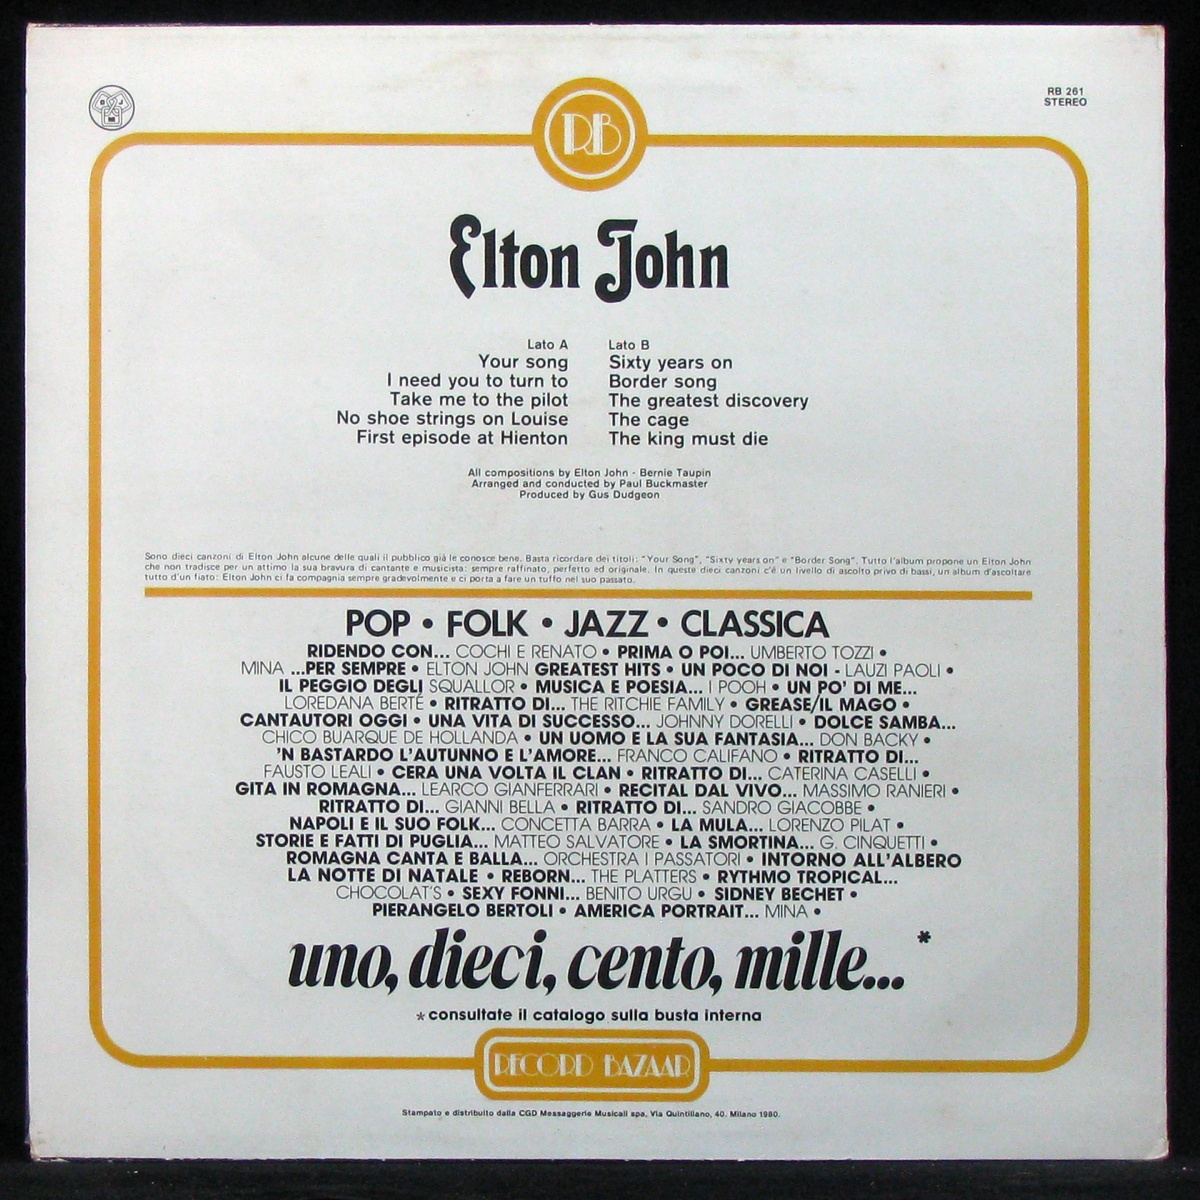 RB 261
STEREO
RB
Elton John
Lato A
Your song
I need you to turn to
Take me to the pilot
No shoe strings on Louise
First episode at Hienton
Lato B
Sixty years on
Border song
The greatest discovery
The cage
The king must die
All compositions by Elton John - Bernie Taupin
Arranged and conducted by Paul Buckmaster
Produced by Gus Dudgeon
Sono dieci canzoni di Elton John alcune delle quali il pubblico già le conosce bene. Basta ricordare dei titoli: "Your Song", "Sixty years on" e "Border Song". Tutto l'album propone un Elton John
che non tradisce per un attimo la sua bravura di cantante e musicista: sempre raffinato, perfetto ed originale. In queste dieci canzoni c'è un livello di ascolto privo di bassi, un album d'ascoltare
tutto d'un fiato: Elton John ci fa compagnia sempre gradevolmente e ci porta a fare un tuffo nel suo passato.
POP • FOLK • JAZZ • CLASSICA
RIDENDO CON... COCHI E RENATO • PRIMA O POI... UMBERTO TOZZI •
MINA ...PER SEMPRE • ELTON JOHN GREATEST HITS • UN POCO DI NOI - LAUZI PAOLI •
IL PEGGIO DEGLI SQUALLOR • MUSICA E POESIA... I POOH • UN PO' DI ME...
LOREDANA BERTÉ • RITRATTO DI... THE RITCHIE FAMILY • GREASE/IL MAGO •
CANTAUTORI OGGI • UNA VITA DI SUCCESSO... JOHNNY DORELLI • DOLCE SAMBA...
CHICO BUARQUE DE HOLLANDA • UN UOMO E LA SUA FANTASIA... DON BACKY •
'N BASTARDO L'AUTUNNO E L'AMORE... FRANCO CALIFANO • RITRATTO DI...
FAUSTO LEALI • CERA UNA VOLTA IL CLAN • RITRATTO DI... CATERINA CASELLI •
GITA IN ROMAGNA... LEARCO GIANFERRARI • RECITAL DAL VIVO... MASSIMO RANIERI •
RITRATTO DI... GIANNI BELLA • RITRATTO DI... SANDRO GIACOBBE •
NAPOLI E IL SUO FOLK... CONCETTA BARRA • LA MULA... LORENZO PILAT •
STORIE E FATTI DI PUGLIA... MATTEO SALVATORE • LA SMORTINA... G. CINQUETTI •
ROMAGNA CANTA E BALLA... ORCHESTRA I PASSATORI • INTORNO ALL'ALBERO
LA NOTTE DI NATALE • REBORN... THE PLATTERS • RYTHMO TROPICAL...
CHOCOLAT'S • SEXY FONNI... BENITO URGU • SIDNEY BECHET •
PIERANGELO BERTOLI • AMERICA PORTRAIT... MINA •
uno, dieci, cento, mille... *
*consultate il catalogo sulla busta interna
RECORD BAZAAR
Stampato e distribuito dalla CGD Messaggerie Musicali spa, Via Quintiliano, 40. Milano 1980.